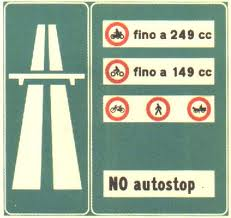 fino a 249 cc
fino a 149 cc
NO autostop